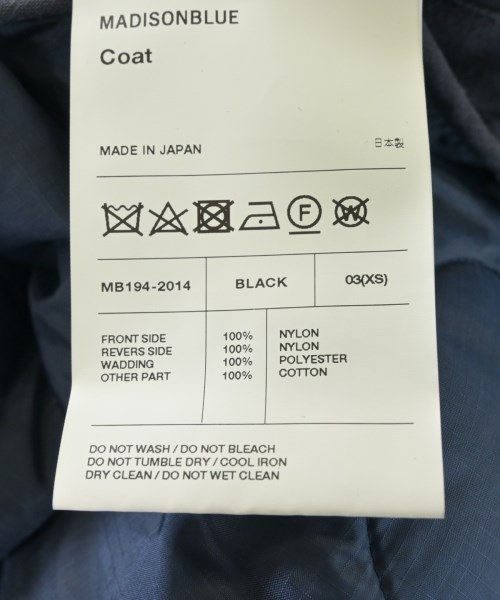 MADISONBLUE
Coat
MADE IN JAPAN 日本製
F W
MB194-2014 BLACK 03(XS)
FRONT SIDE 100% NYLON
REVERS SIDE 100% NYLON
WADDING 100% POLYESTER
OTHER PART 100% COTTON
DO NOT WASH / DO NOT BLEACH
DO NOT TUMBLE DRY / COOL IRON
DRY CLEAN / DO NOT WET CLEAN